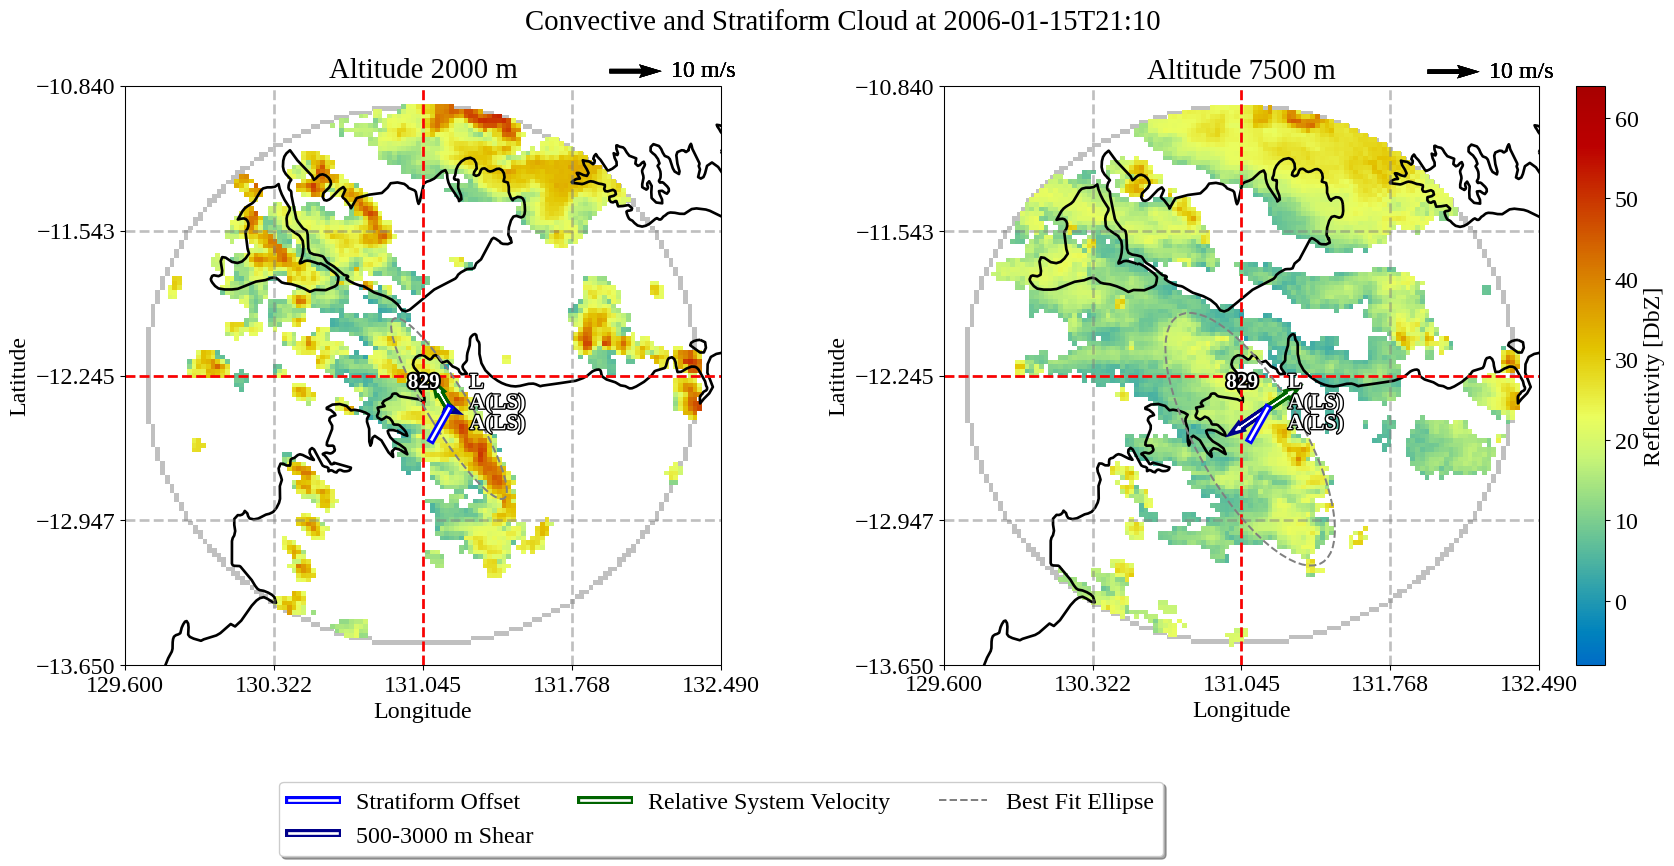 Convective and Stratiform Cloud at 2006-01-15T21:10
Altitude 2000 m
10 m/s
Altitude 7500 m
10 m/s
Latitude
−10.840
−11.543
−12.245
−12.947
−13.650
829
L
A(LS)
A(LS)
129.600
130.322
131.045
131.768
132.490
Longitude
Latitude
−10.840
−11.543
−12.245
−12.947
−13.650
829
L
A(LS)
A(LS)
129.600
130.322
131.045
131.768
132.490
Longitude
60
50
40
30
20
10
0
Reflectivity [DbZ]
Stratiform Offset
Relative System Velocity
Best Fit Ellipse
500-3000 m Shear